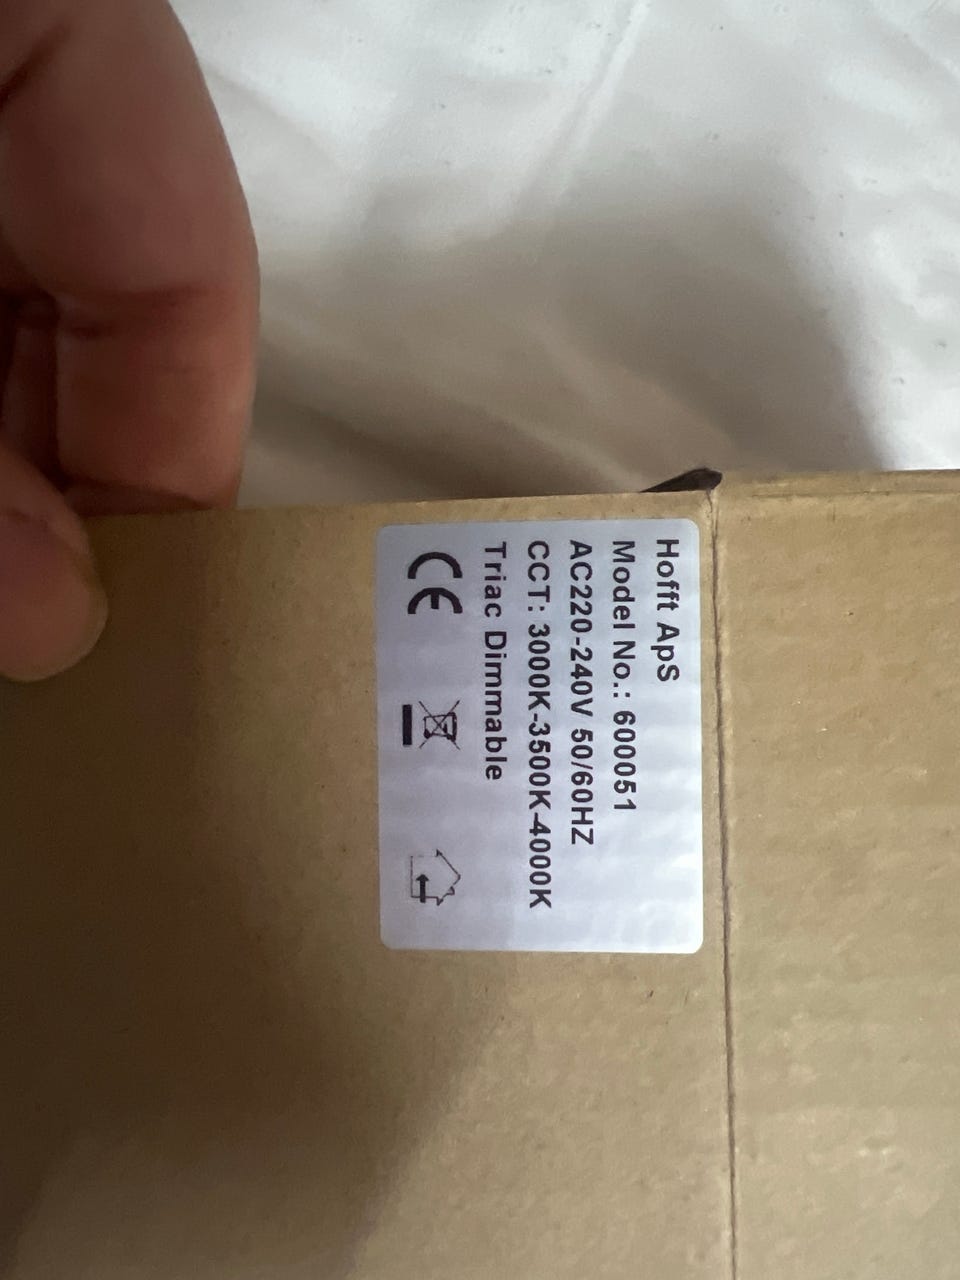 Hofft ApS
Model No.: 600051
AC220-240V 50/60HZ
CCT: 3000K-3500K-4000K
Triac Dimmable
CE